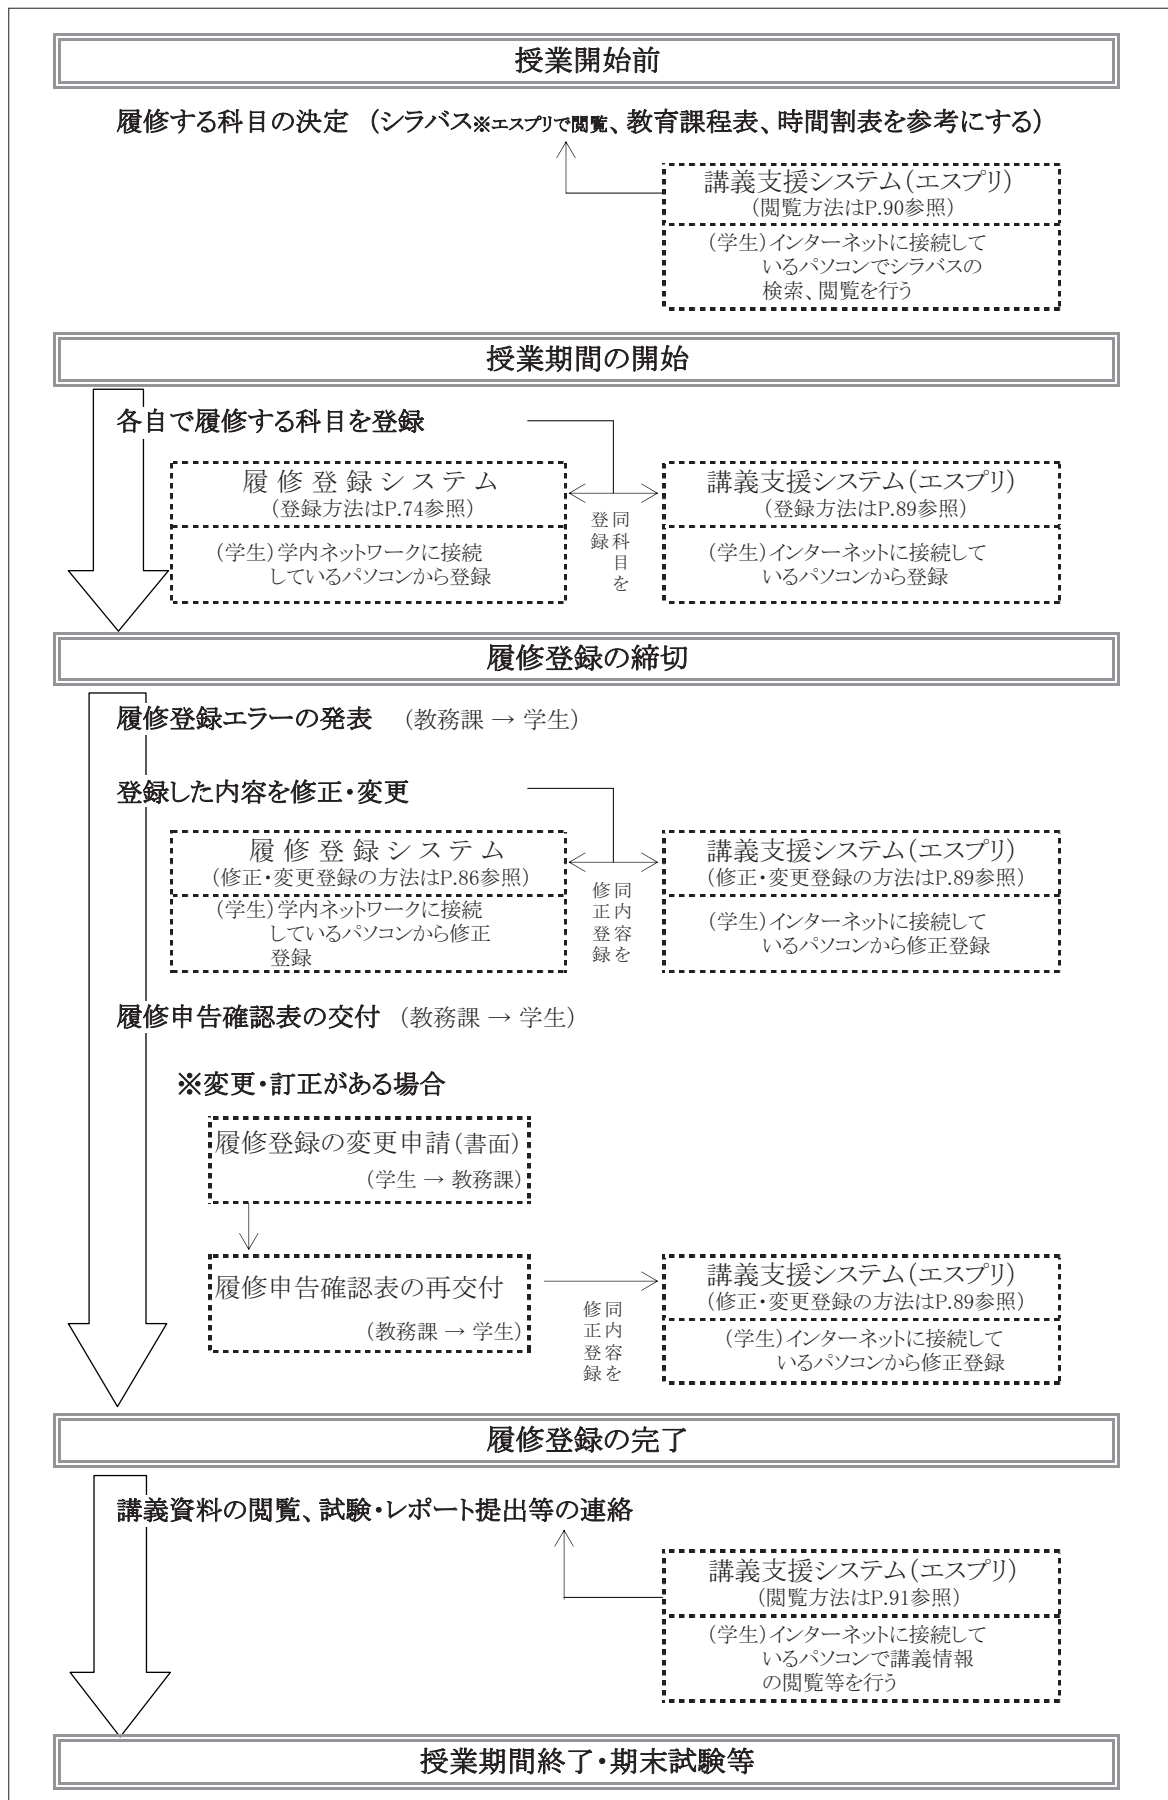 授業開始前
履修する科目の決定 (シラバス※エスプリで閲覧、教育課程表、時間割表を参考にする)
講義支援システム(エスプリ)
(閲覧方法はP.90参照)
(学生)インターネットに接続して
いるパソコンでシラバスの
検索、閲覧を行う
授業期間の開始
各自で履修する科目を登録
履修登録システム
(登録方法はP.74参照)
(学生)学内ネットワークに接続
しているパソコンから登録
同科目を
登録
講義支援システム(エスプリ)
(登録方法はP.89参照)
(学生)インターネットに接続して
いるパソコンから登録
履修登録の締切
履修登録エラーの発表 (教務課 → 学生)
登録した内容を修正・変更
履修登録システム
(修正・変更登録の方法はP.86参照)
(学生)学内ネットワークに接続
しているパソコンから修正
登録
同内容を
修正登録
講義支援システム(エスプリ)
(修正・変更登録の方法はP.89参照)
(学生)インターネットに接続して
いるパソコンから修正登録
履修申告確認表の交付 (教務課 → 学生)
※変更・訂正がある場合
履修登録の変更申請(書面)
(学生 → 教務課)
履修申告確認表の再交付
(教務課 → 学生)
同内容を
修正登録
講義支援システム(エスプリ)
(修正・変更登録の方法はP.89参照)
(学生)インターネットに接続して
いるパソコンから修正登録
履修登録の完了
講義資料の閲覧、試験・レポート提出等の連絡
講義支援システム(エスプリ)
(閲覧方法はP.91参照)
(学生)インターネットに接続して
いるパソコンで講義情報
の閲覧等を行う
授業期間終了・期末試験等